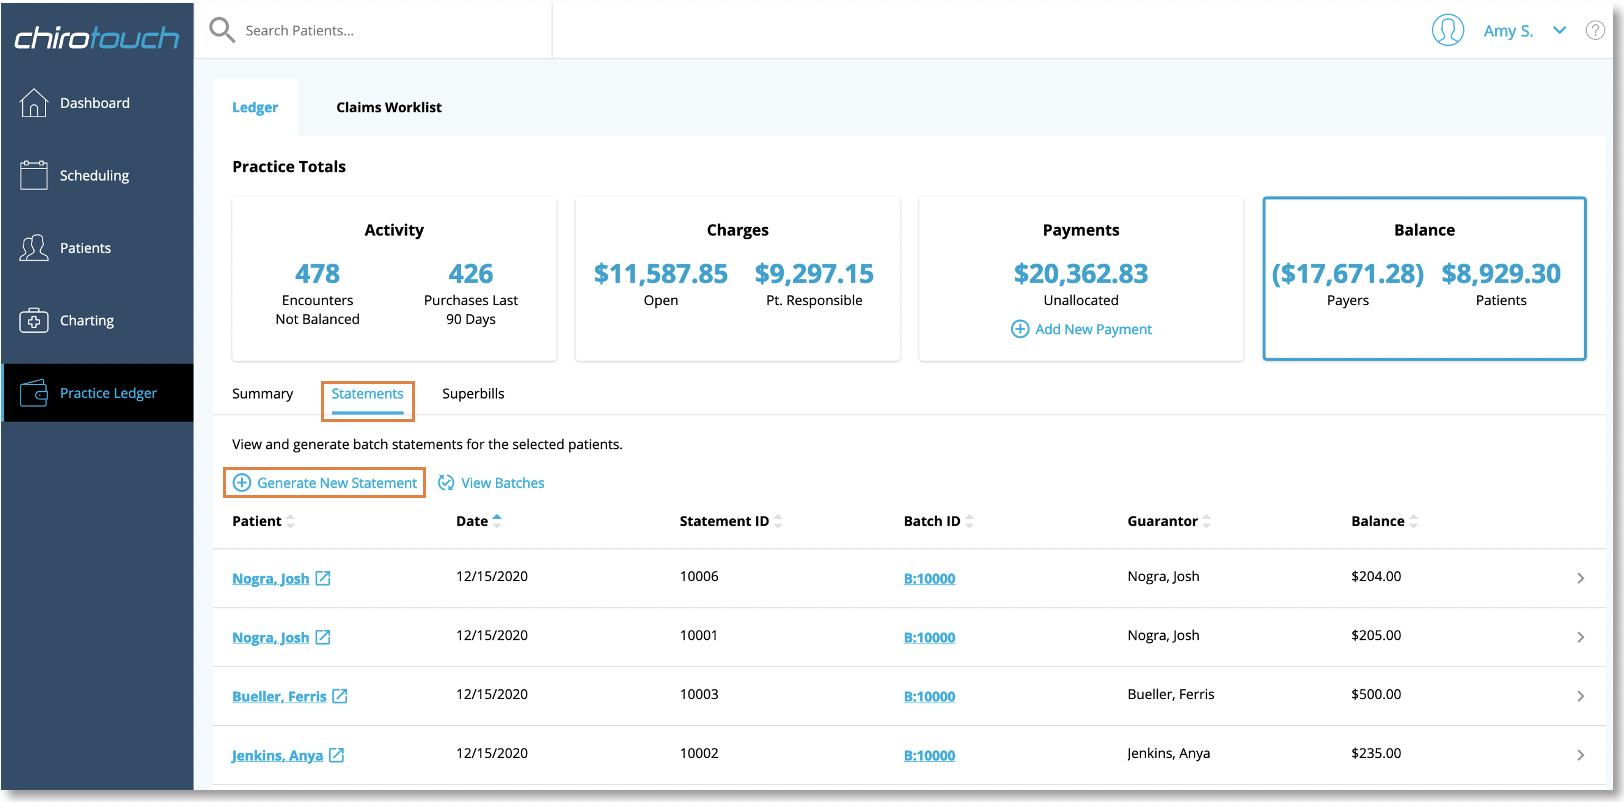 chirotouch
Search Patients...
Amy S.
?
Dashboard
Scheduling
Patients
Charting
Practice Ledger
Ledger
Claims Worklist
Practice Totals
Activity
478
Encounters
Not Balanced
426
Purchases Last
90 Days
Charges
$11,587.85
Open
$9,297.15
Pt. Responsible
Payments
$20,362.83
Unallocated
Add New Payment
Balance
($17,671.28)
Payers
$8,929.30
Patients
Summary
Statements
Superbills
View and generate batch statements for the selected patients.
Generate New Statement
View Batches
Patient Date Statement ID Batch ID Guarantor Balance
Nogra, Josh 12/15/2020 10006 B:10000 Nogra, Josh $204.00
Nogra, Josh 12/15/2020 10001 B:10000 Nogra, Josh $205.00
Bueller, Ferris 12/15/2020 10003 B:10000 Bueller, Ferris $500.00
Jenkins, Anya 12/15/2020 10002 B:10000 Jenkins, Anya $235.00